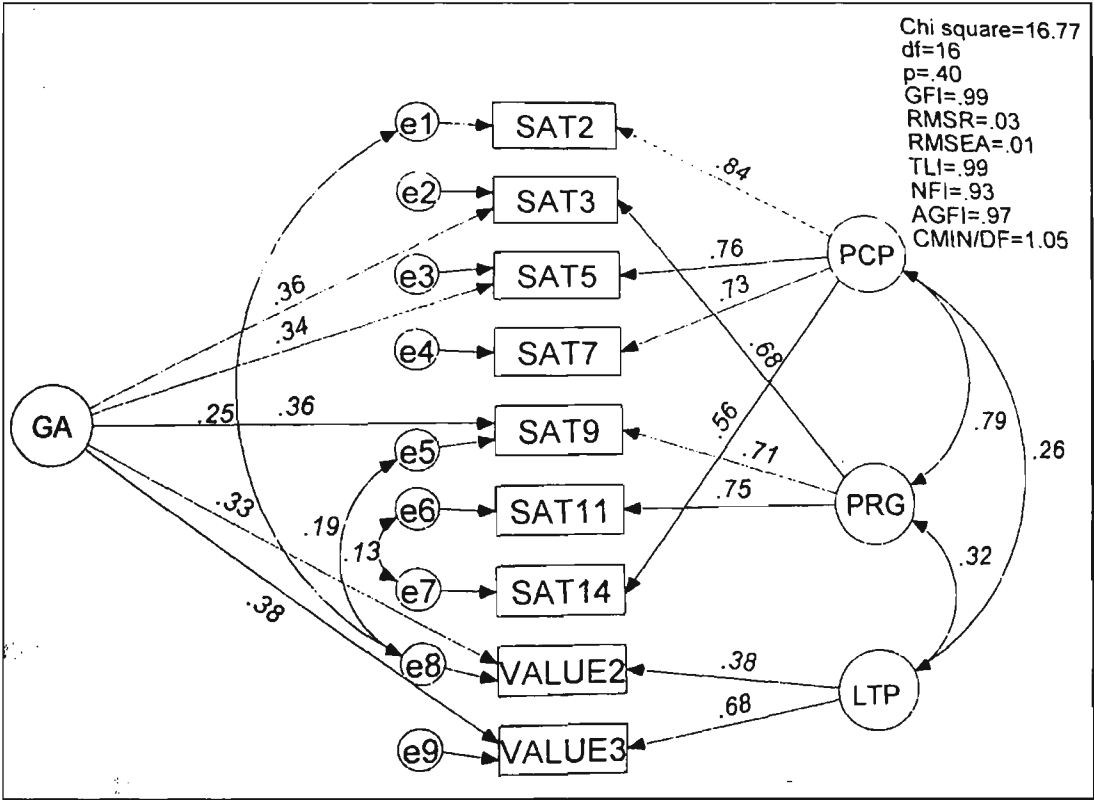 Chi square=16.77
df=16
p=.40
GFI=.99
RMSR=.03
RMSEA=.01
TLI=.99
NFI=.93
AGFI=.97
CMIN/DF=1.05
e1
SAT2
.84
e2
SAT3
PCP
e3
SAT5
.76
.36
.73
.34
e4
SAT7
.68
GA
.25
.36
SAT9
.56
.79
.26
e5
.71
.33
.19
e6
SAT11
.75
PRG
.13
.32
e7
SAT14
.38
e8
VALUE2
.38
LTP
.68
e9
VALUE3